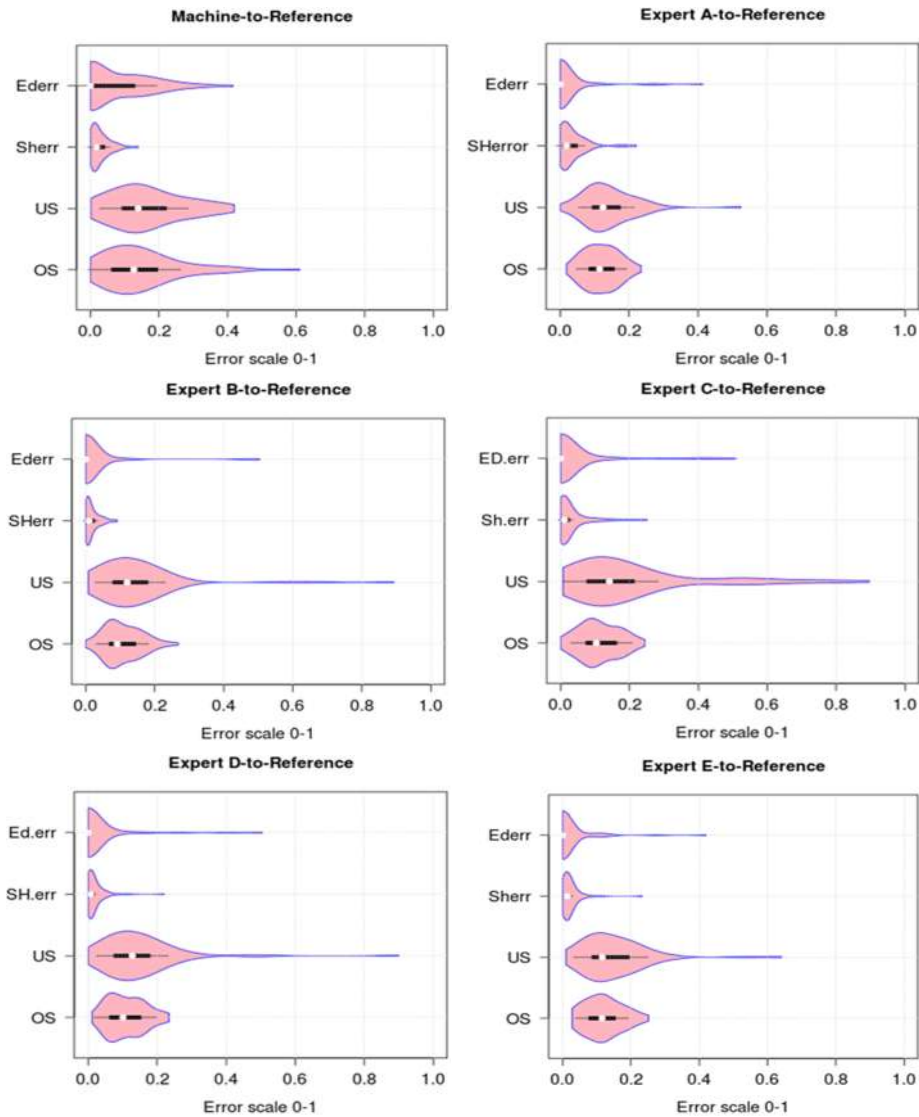 Machine-to-Reference
Ederr
Sherr
US
OS
0.0 0.2 0.4 0.6 0.8 1.0
Error scale 0-1
Expert A-to-Reference
Ederr
SHerror
US
OS
0.0 0.2 0.4 0.6 0.8 1.0
Error scale 0-1
Expert B-to-Reference
Ederr
SHerr
US
OS
0.0 0.2 0.4 0.6 0.8 1.0
Error scale 0-1
Expert C-to-Reference
ED.err
Sh.err
US
OS
0.0 0.2 0.4 0.6 0.8 1.0
Error scale 0-1
Expert D-to-Reference
Ed.err
SH.err
US
OS
0.0 0.2 0.4 0.6 0.8 1.0
Error scale 0-1
Expert E-to-Reference
Ederr
Sherr
US
OS
0.0 0.2 0.4 0.6 0.8 1.0
Error scale 0-1